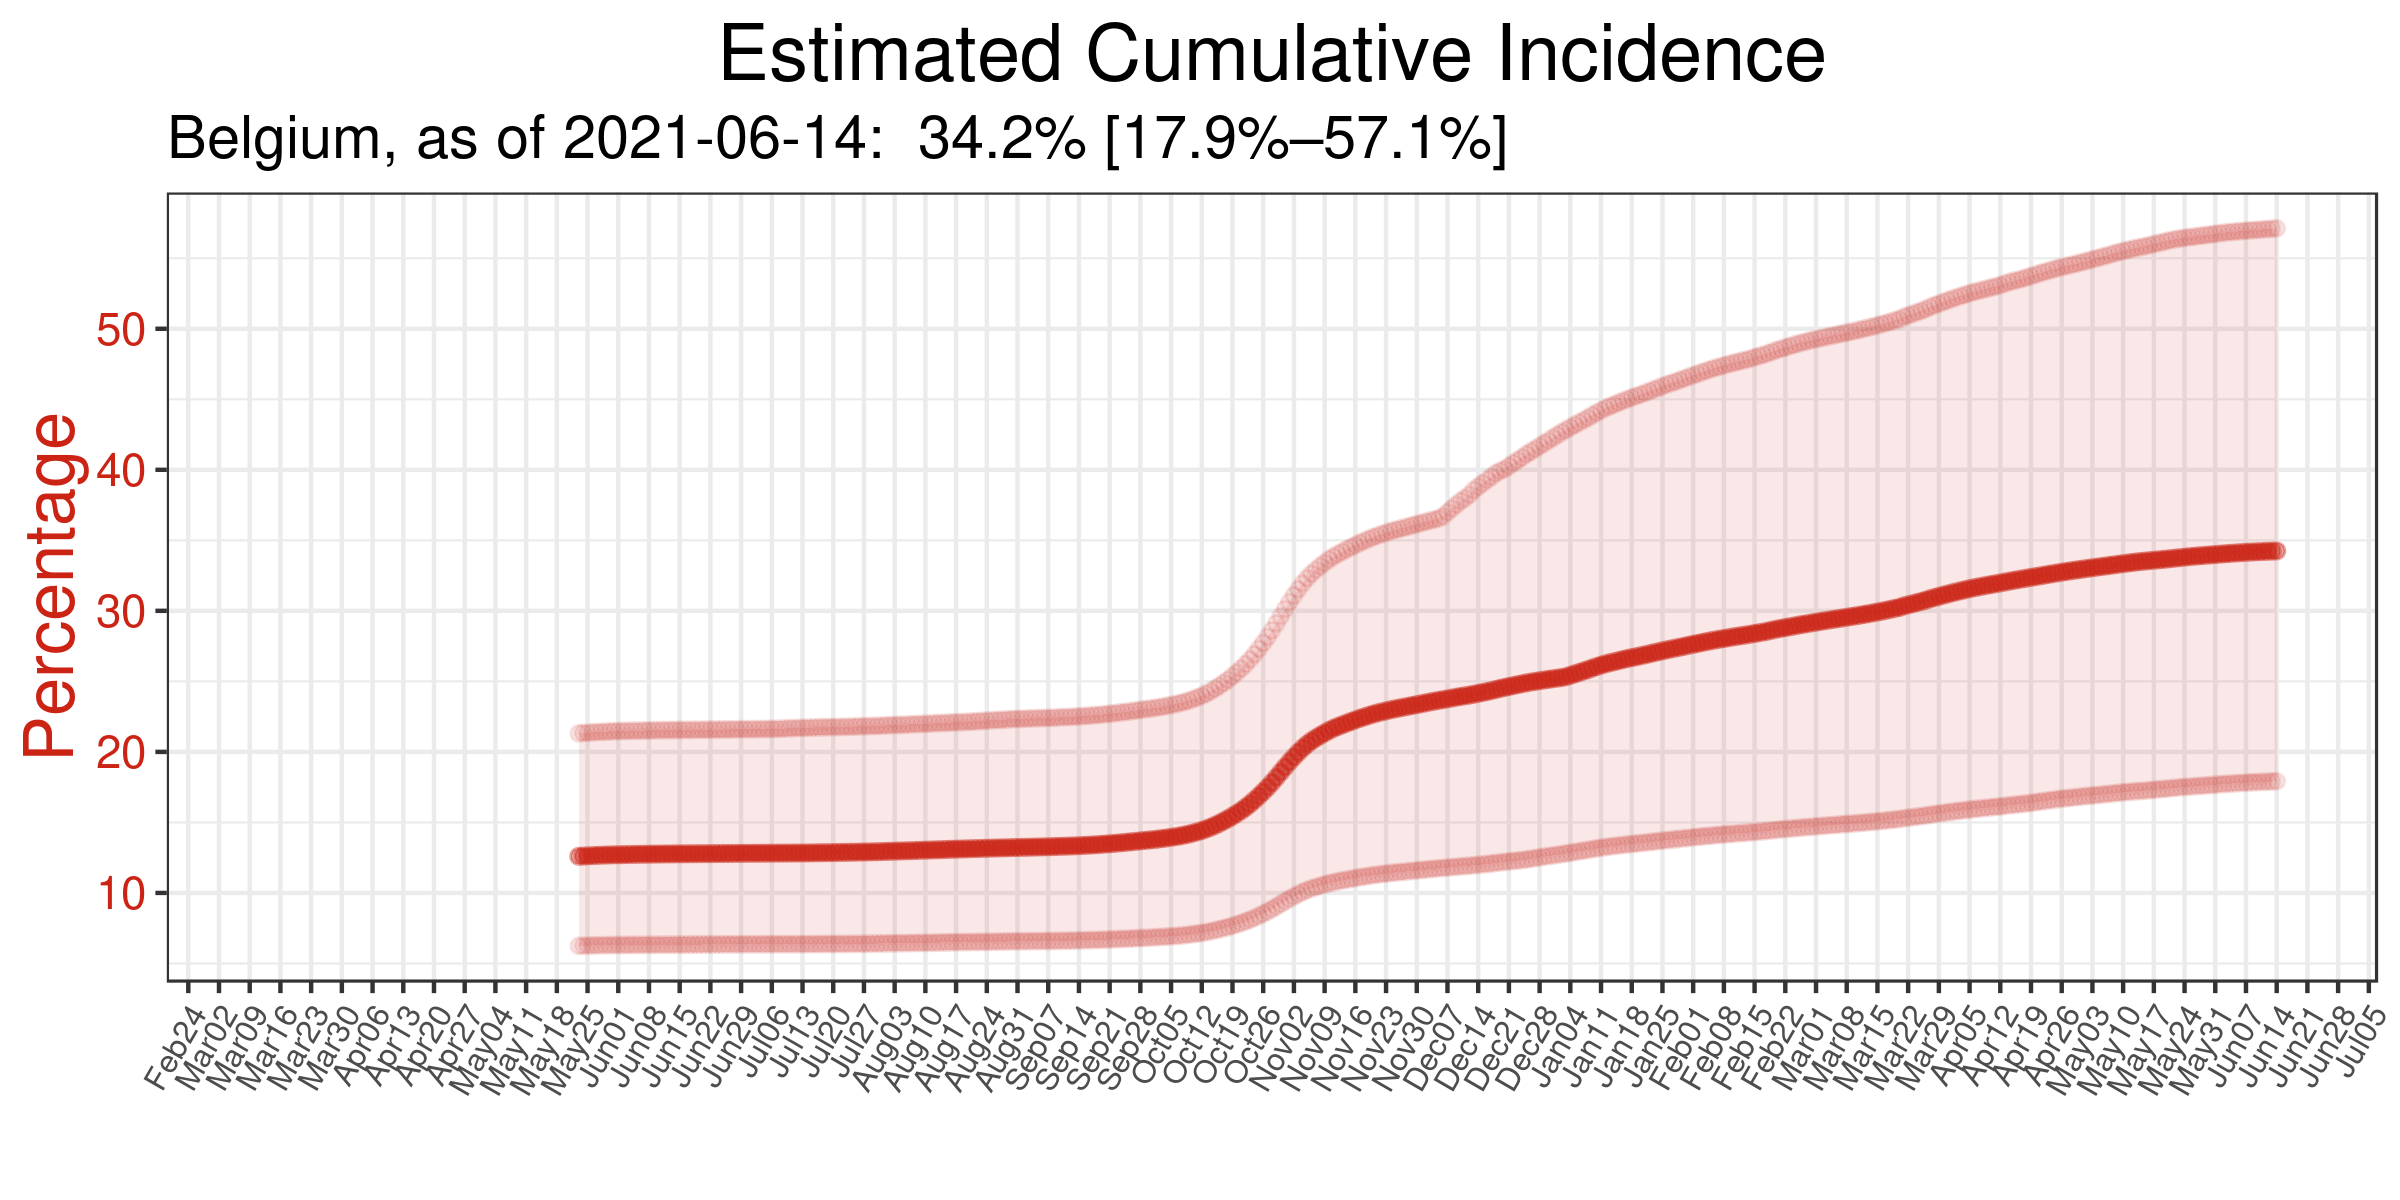 Estimated Cumulative Incidence
Belgium, as of 2021-06-14:  34.2% [17.9%–57.1%]
Percentage
50
40
30
20
10
Feb24
Mar02
Mar09
Mar16
Mar23
Mar30
Apr06
Apr13
Apr20
Apr27
May04
May11
May18
May25
Jun01
Jun08
Jun15
Jun22
Jun29
Jul06
Jul13
Jul20
Jul27
Aug03
Aug10
Aug17
Aug24
Aug31
Sep07
Sep14
Sep21
Sep28
Oct05
Oct12
Oct19
Oct26
Nov02
Nov09
Nov16
Nov23
Nov30
Dec07
Dec14
Dec21
Dec28
Jan04
Jan11
Jan18
Jan25
Feb01
Feb08
Feb15
Feb22
Mar01
Mar08
Mar15
Mar22
Mar29
Apr05
Apr12
Apr19
Apr26
May03
May10
May17
May24
May31
Jun07
Jun14
Jun21
Jun28
Jul05